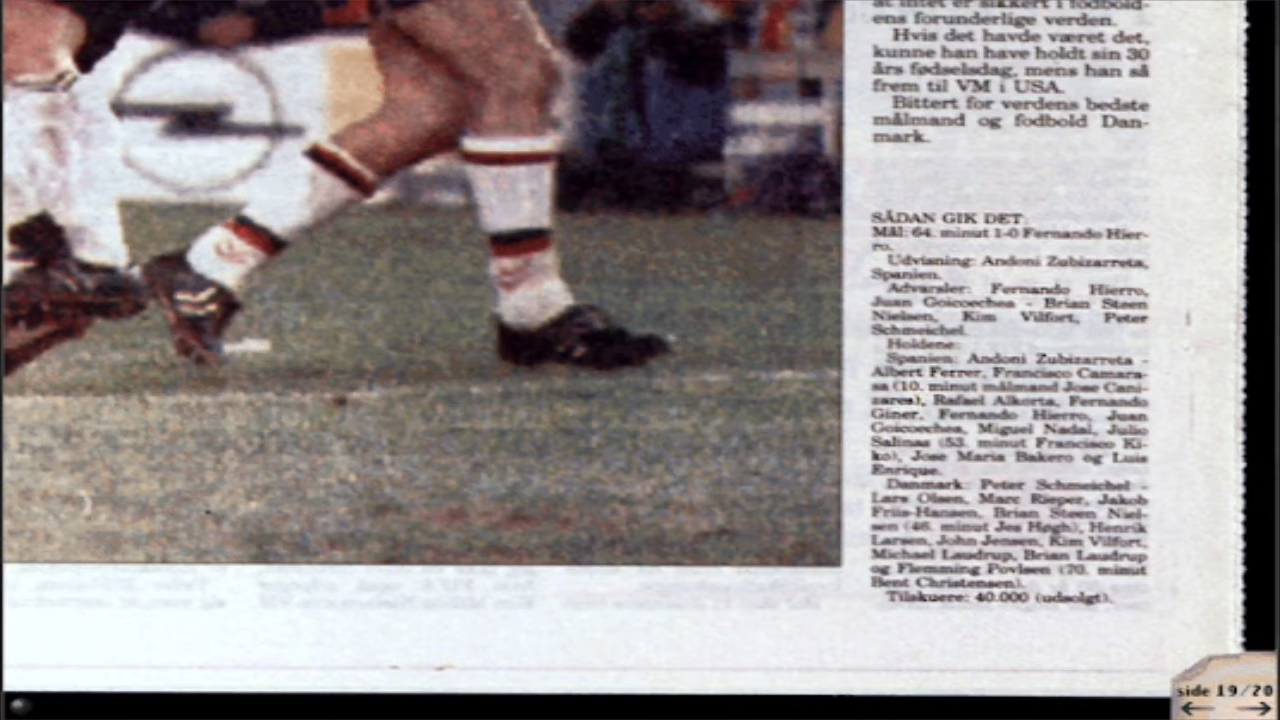 at intet er sikkert i fodbold-
ens forunderlige verden.
Hvis det havde været det,
kunne han have holdt sin 30
års fødselsdag, mens han så
frem til VM i USA.
Bittert for verdens bedste
målmand og fodbold Dan-
mark.
SÅDAN GIK DET:
Mål: 64. minut 1-0 Fernando Hier-
ro.
Udvisning: Andoni Zubizarreta,
Spanien.
Advarsler: Fernando Hierro,
Juan Goicoechea - Brian Steen
Nielsen, Kim Vilfort, Peter
Schmeichel.
Holdene:
Spanien: Andoni Zubizarreta -
Albert Ferrer, Francisco Camara-
sa (10. minut målmand Jose Cani-
zares), Rafael Alkorta, Fernando
Giner, Fernando Hierro, Juan
Goicoechea, Miguel Nadal, Julio
Salinas (53. minut Francisco Ki-
ko), Jose Maria Bakero og Luis
Enrique.
Danmark: Peter Schmeichel -
Lars Olsen, Marc Rieper, Jakob
Friis-Hansen, Brian Steen Niel-
sen (46. minut Jes Høgh), Henrik
Larsen, John Jensen, Kim Vilfort,
Michael Laudrup, Brian Laudrup
og Flemming Povlsen (70. minut
Bent Christensen).
Tilskuere: 40.000 (udsolgt).
side 19/20